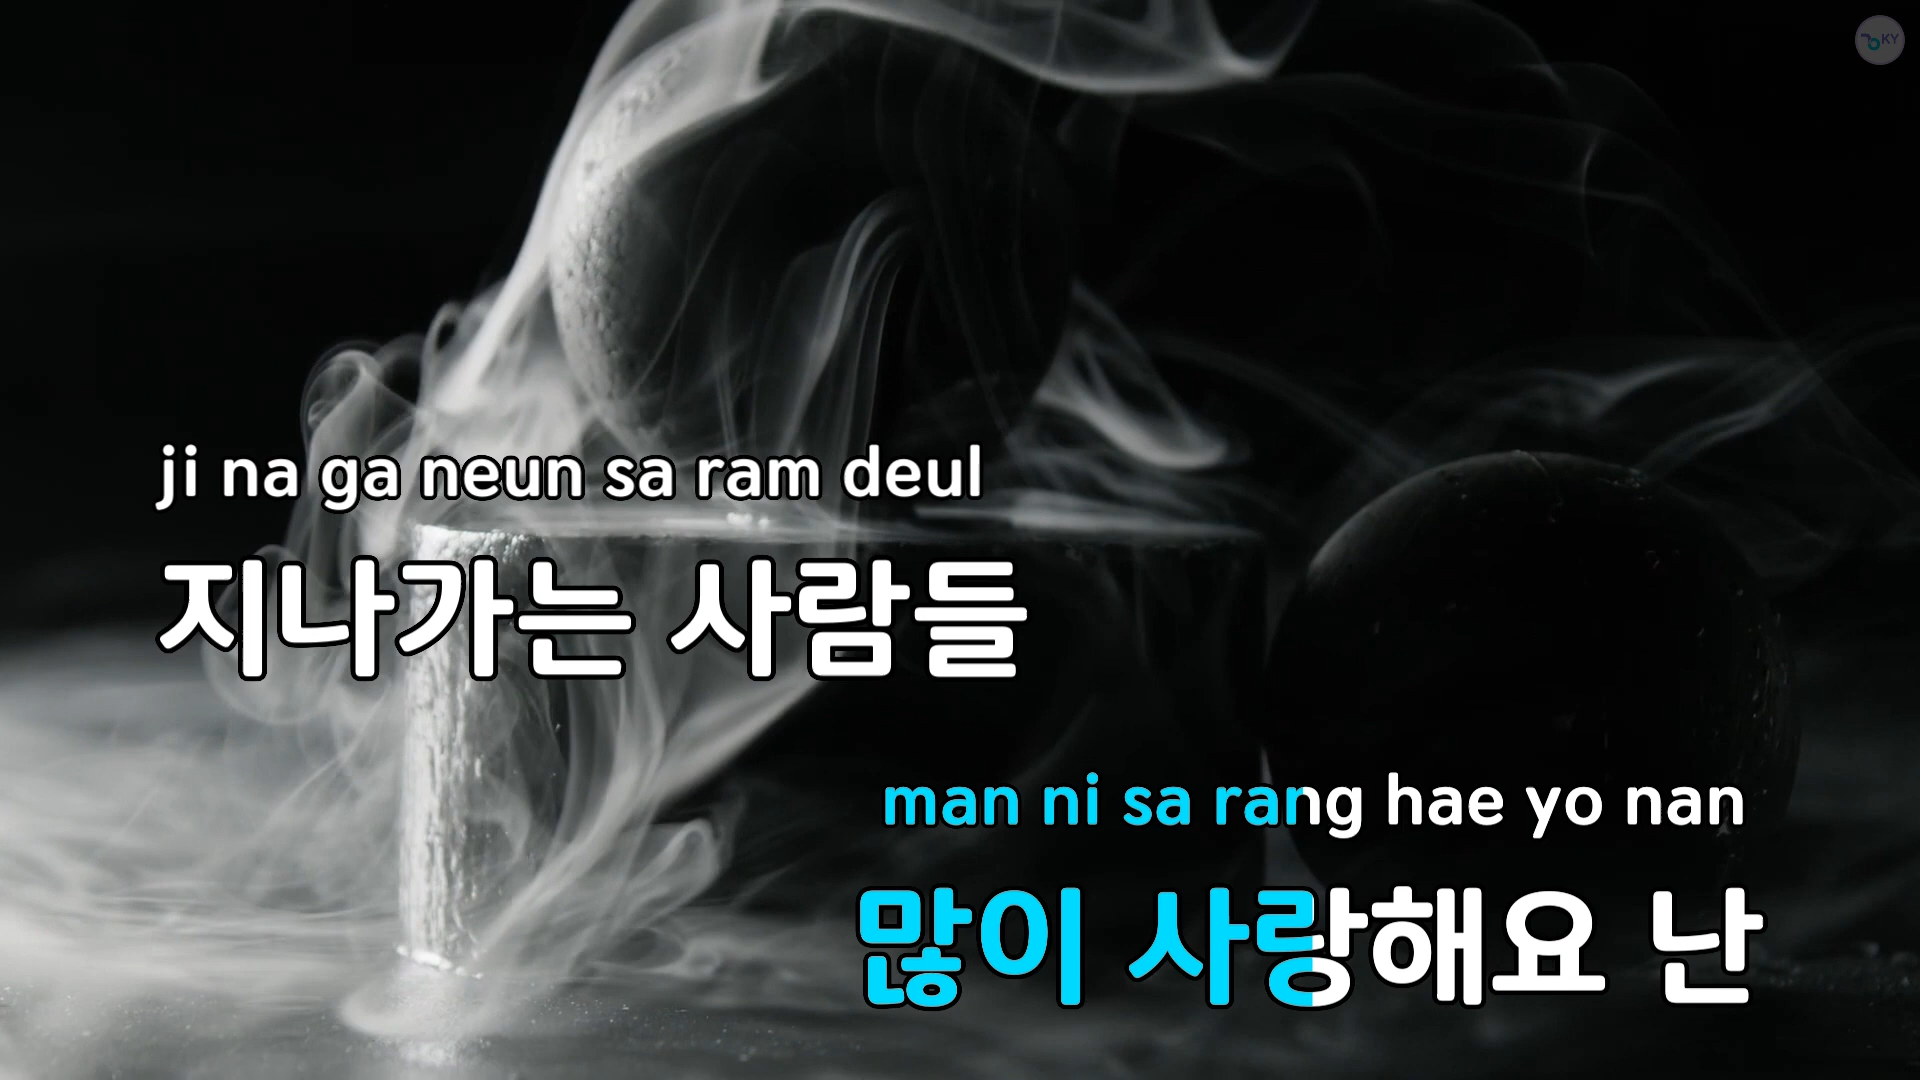 KY
ji na ga neun sa ram deul
지나가는 사람들
man ni sa rang hae yo nan
많이 사랑해요 난